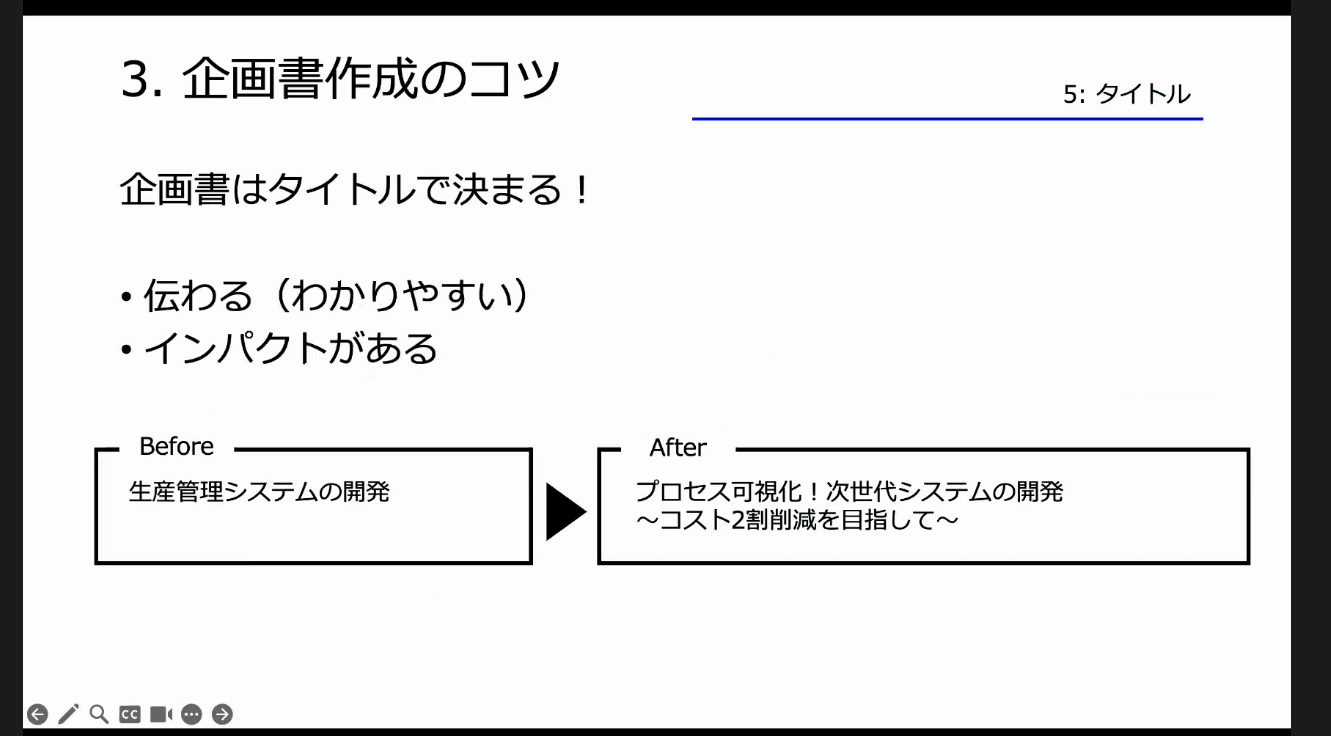 3. 企画書作成のコツ
5: タイトル
企画書はタイトルで決まる！
• 伝わる（わかりやすい）
• インパクトがある
Before
生産管理システムの開発
After
プロセス可視化！次世代システムの開発
～コスト2割削減を目指して～
CC